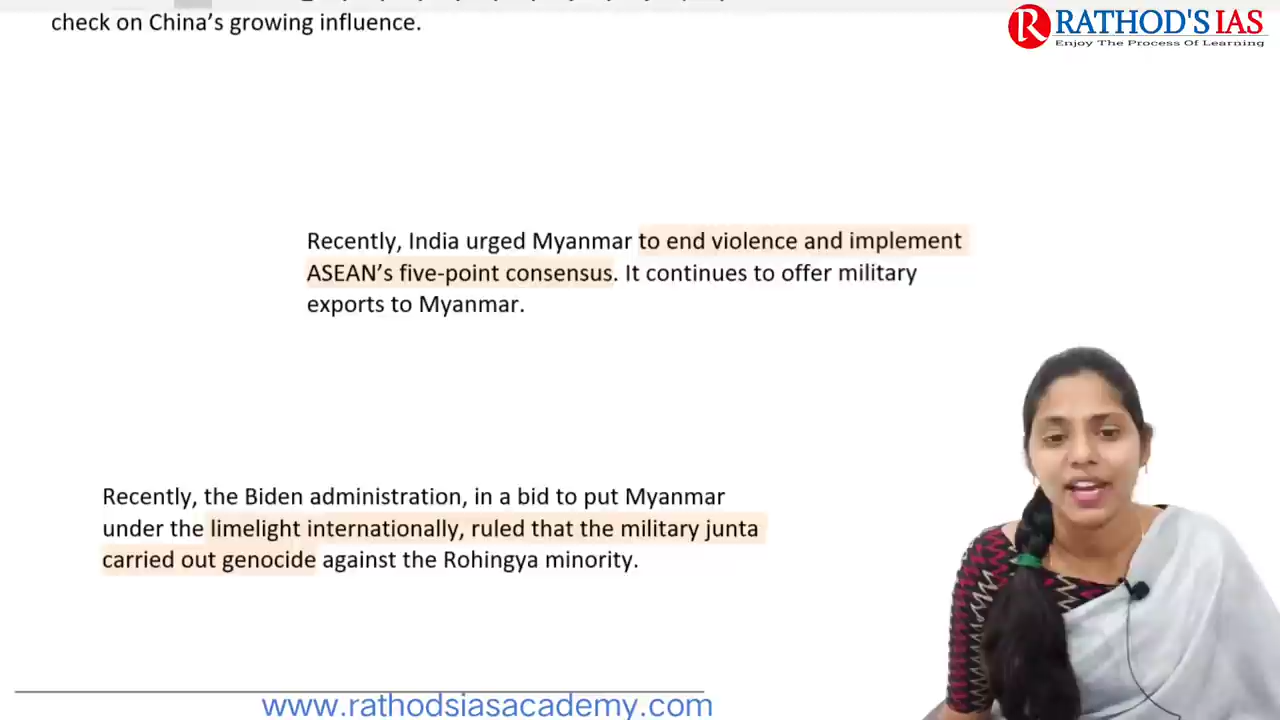 check on China's growing influence.
RATHOD'S IAS
Enjoy The Process Of Learning
Recently, India urged Myanmar to end violence and implement
ASEAN's five-point consensus. It continues to offer military
exports to Myanmar.
Recently, the Biden administration, in a bid to put Myanmar
under the limelight internationally, ruled that the military junta
carried out genocide against the Rohingya minority.
www.rathodsiasacademy.com